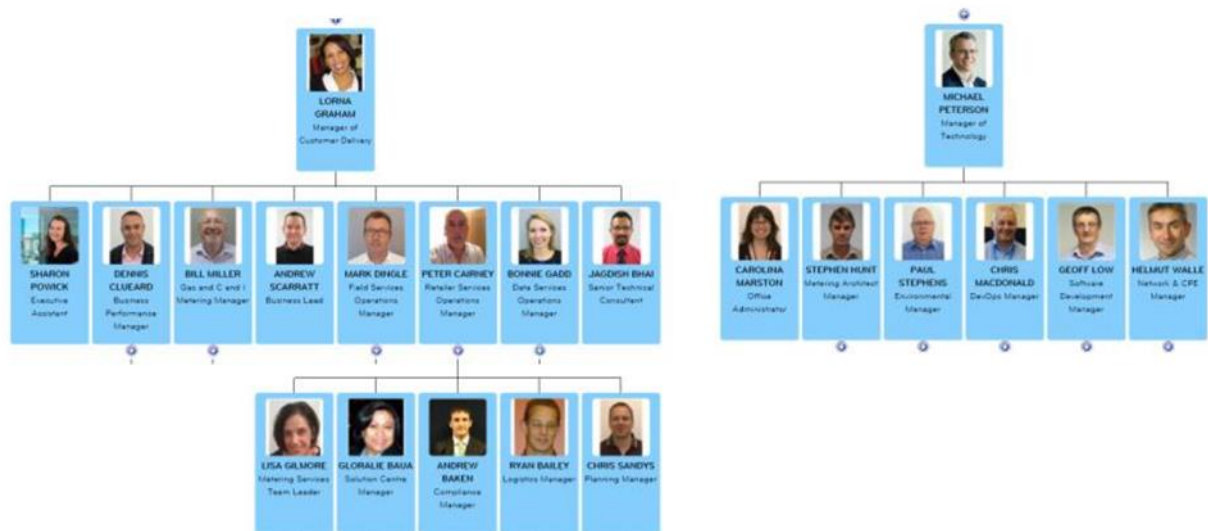 LORNA
GRAHAM
Manager of
Customer Delivery
MICHAEL
PETERSON
Manager of
Technology
SHARON
POWICK
Executive
Assistant
DENNIS
CLUEARD
Business
Performance
Manager
BILL MILLER
Gas and C and I
Metering Manager
ANDREW
SCARRATT
Business Lead
MARK DINGLE
Field Services
Operations
Manager
PETER CAIRNEY
Retailer Services
Operations
Manager
BONNIE GADD
Data Services
Operations
Manager
JAGDISH BHAI
Senior Technical
Consultant
CAROLINA
MARSTON
Office
Administrator
STEPHEN HUNT
Metering Architect
Manager
PAUL
STEPHENS
Environmental
Manager
CHRIS
MACDONALD
DevOps Manager
GEOFF LOW
Software
Development
Manager
HELMUT WALLE
Network & CPE
Manager
LISA GILMORE
Metering Services
Team Leader
GLORALIE BAUA
Solution Centre
Manager
ANDREW
BAKEN
Compliance
Manager
RYAN BAILEY
Logistics Manager
CHRIS SANDYS
Planning Manager